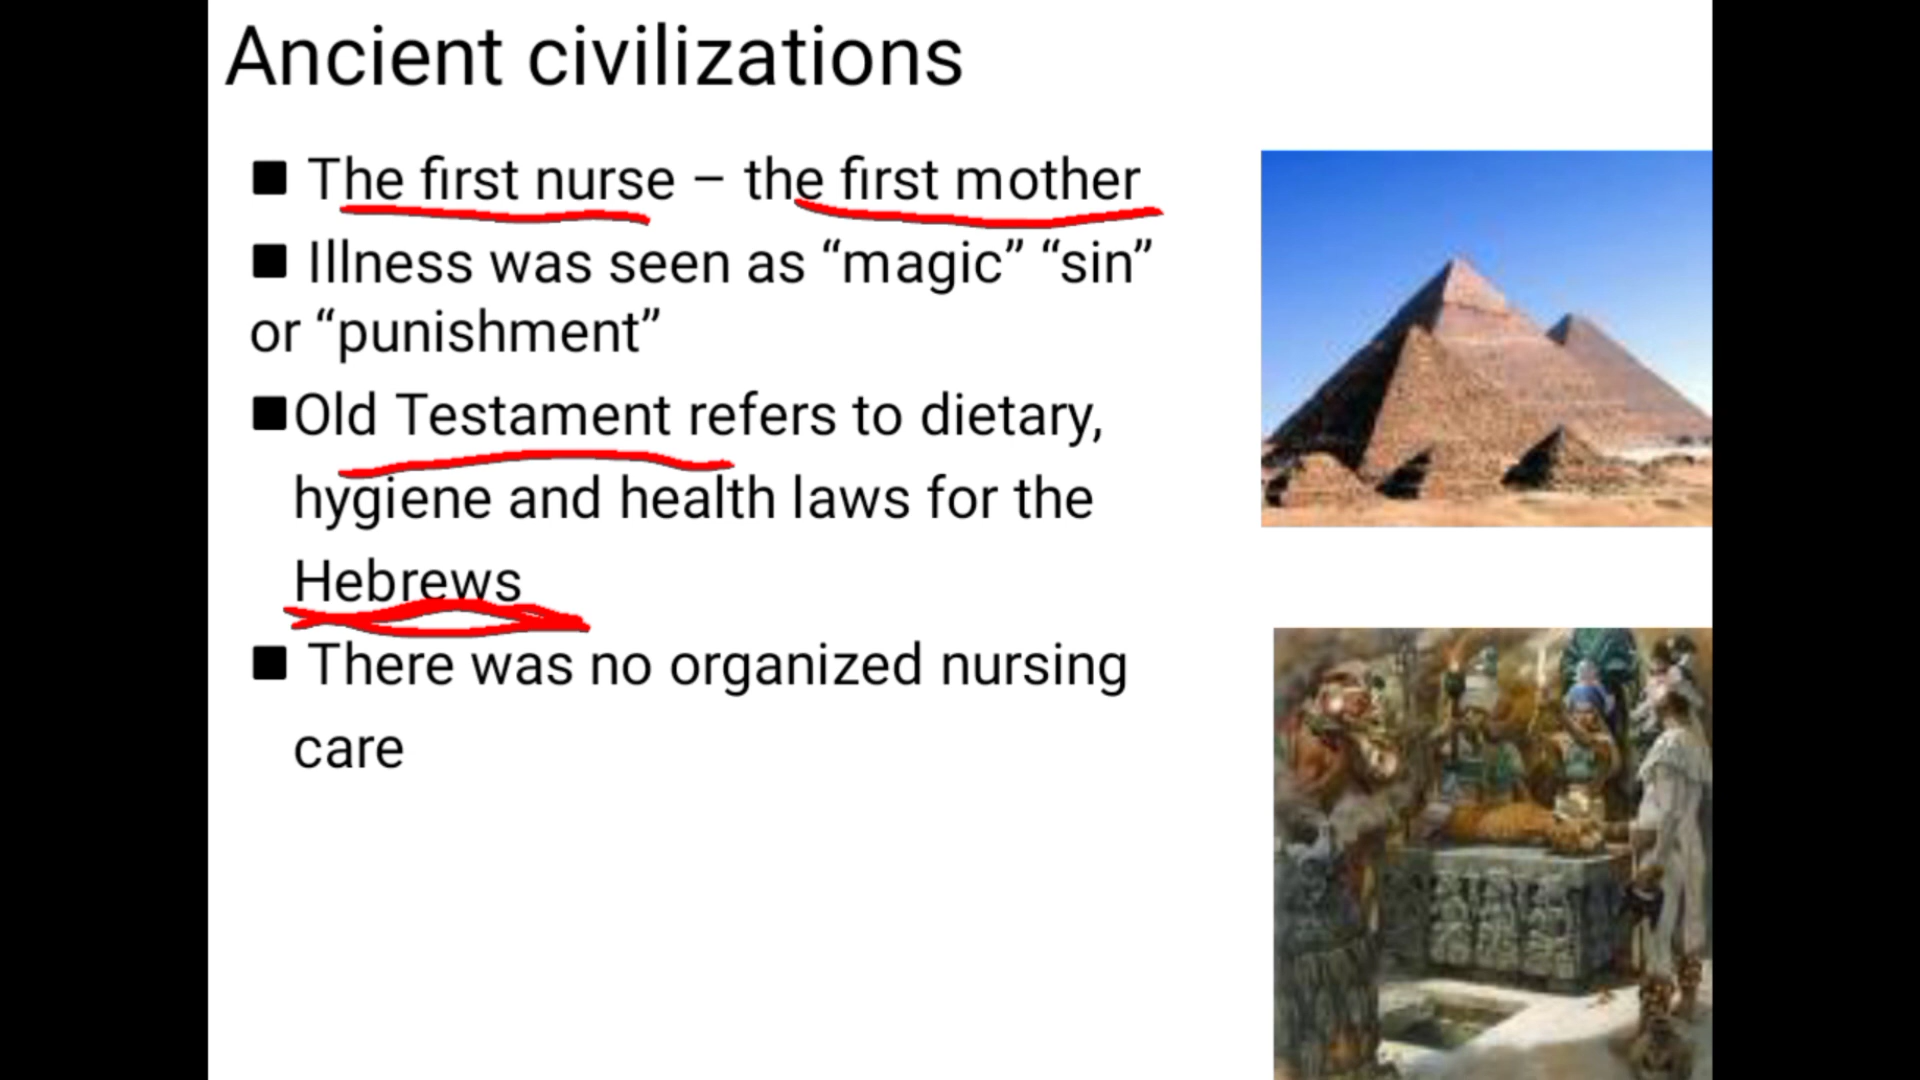 Ancient civilizations
■ The first nurse – the first mother
■ Illness was seen as “magic” “sin”
or “punishment”
■Old Testament refers to dietary,
hygiene and health laws for the
Hebrews
■ There was no organized nursing
care